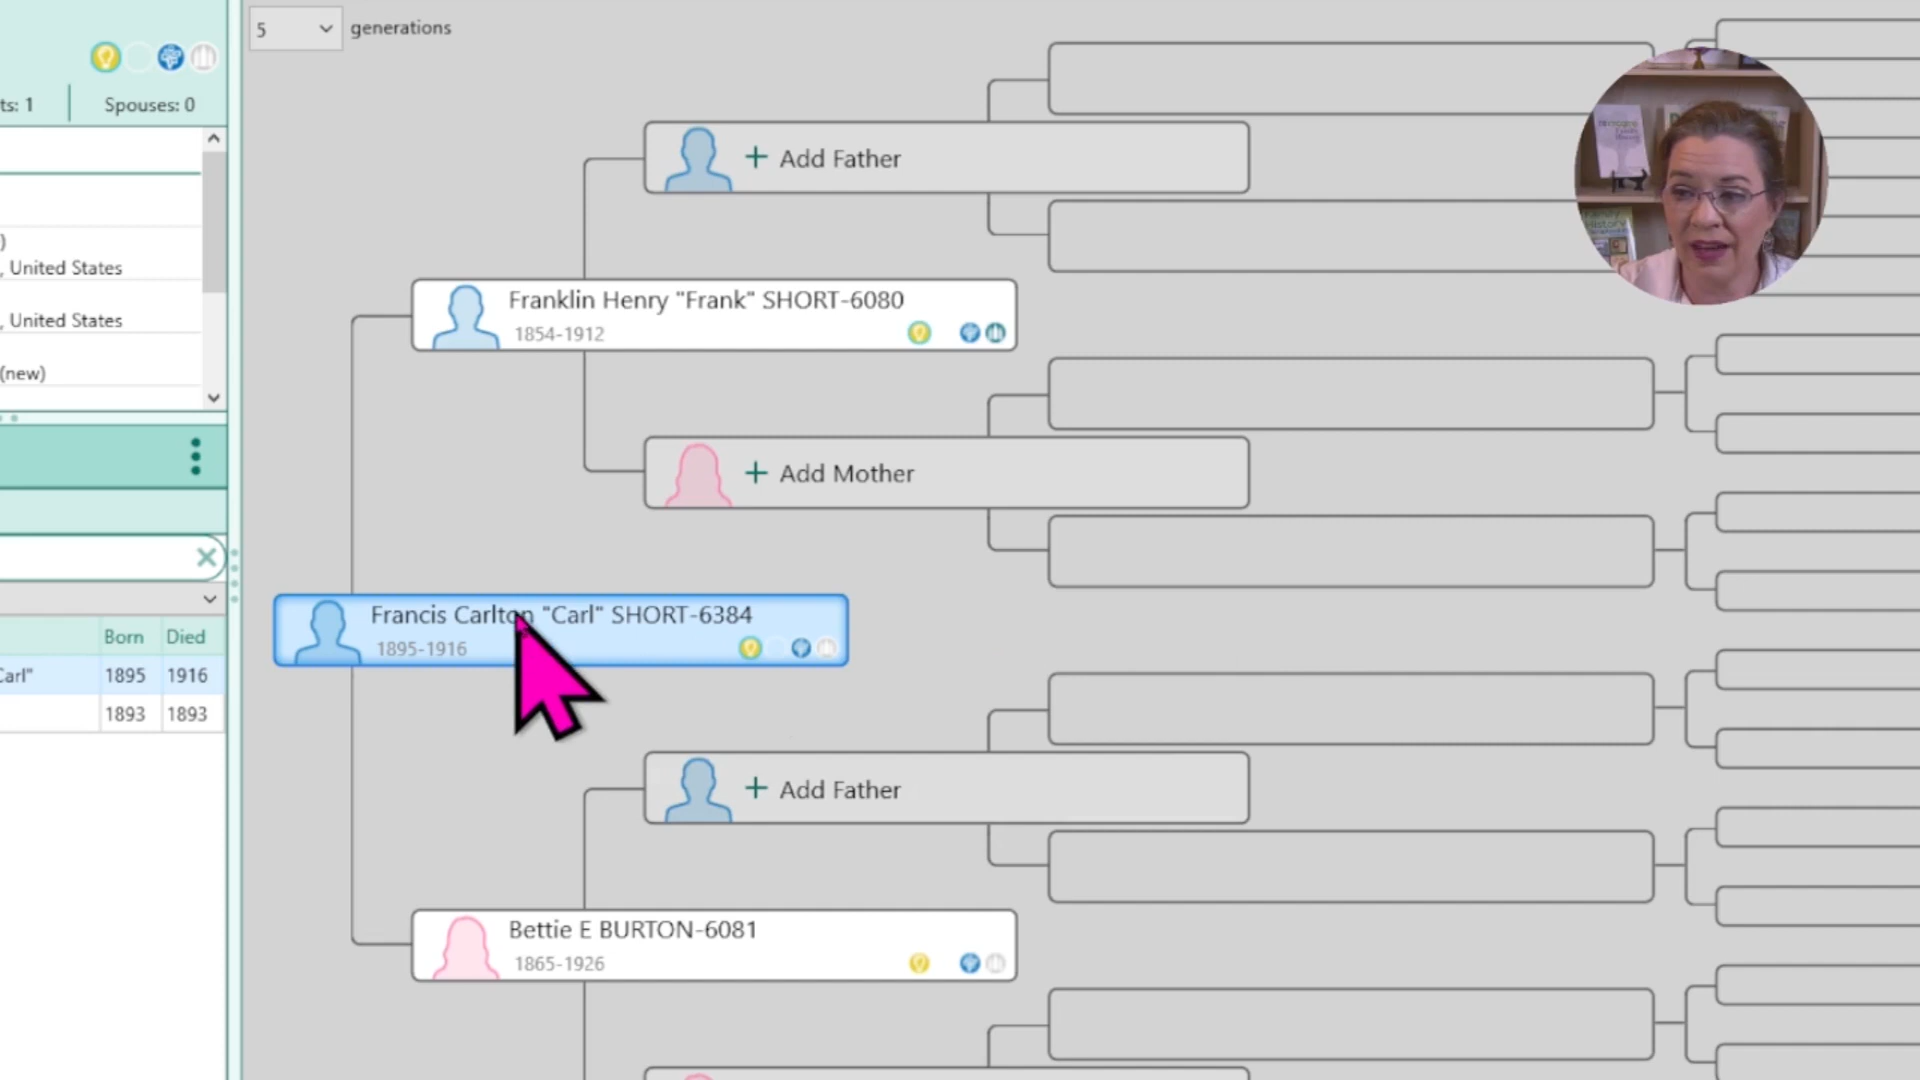 5 generations
ts: 1 Spouses: 0
)
, United States
, United States
(new)
Born Died
Carl" 1895 1916
1893 1893
+ Add Father
Franklin Henry "Frank" SHORT-6080
1854-1912
+ Add Mother
Francis Carlton "Carl" SHORT-6384
1895-1916
+ Add Father
Bettie E BURTON-6081
1865-1926